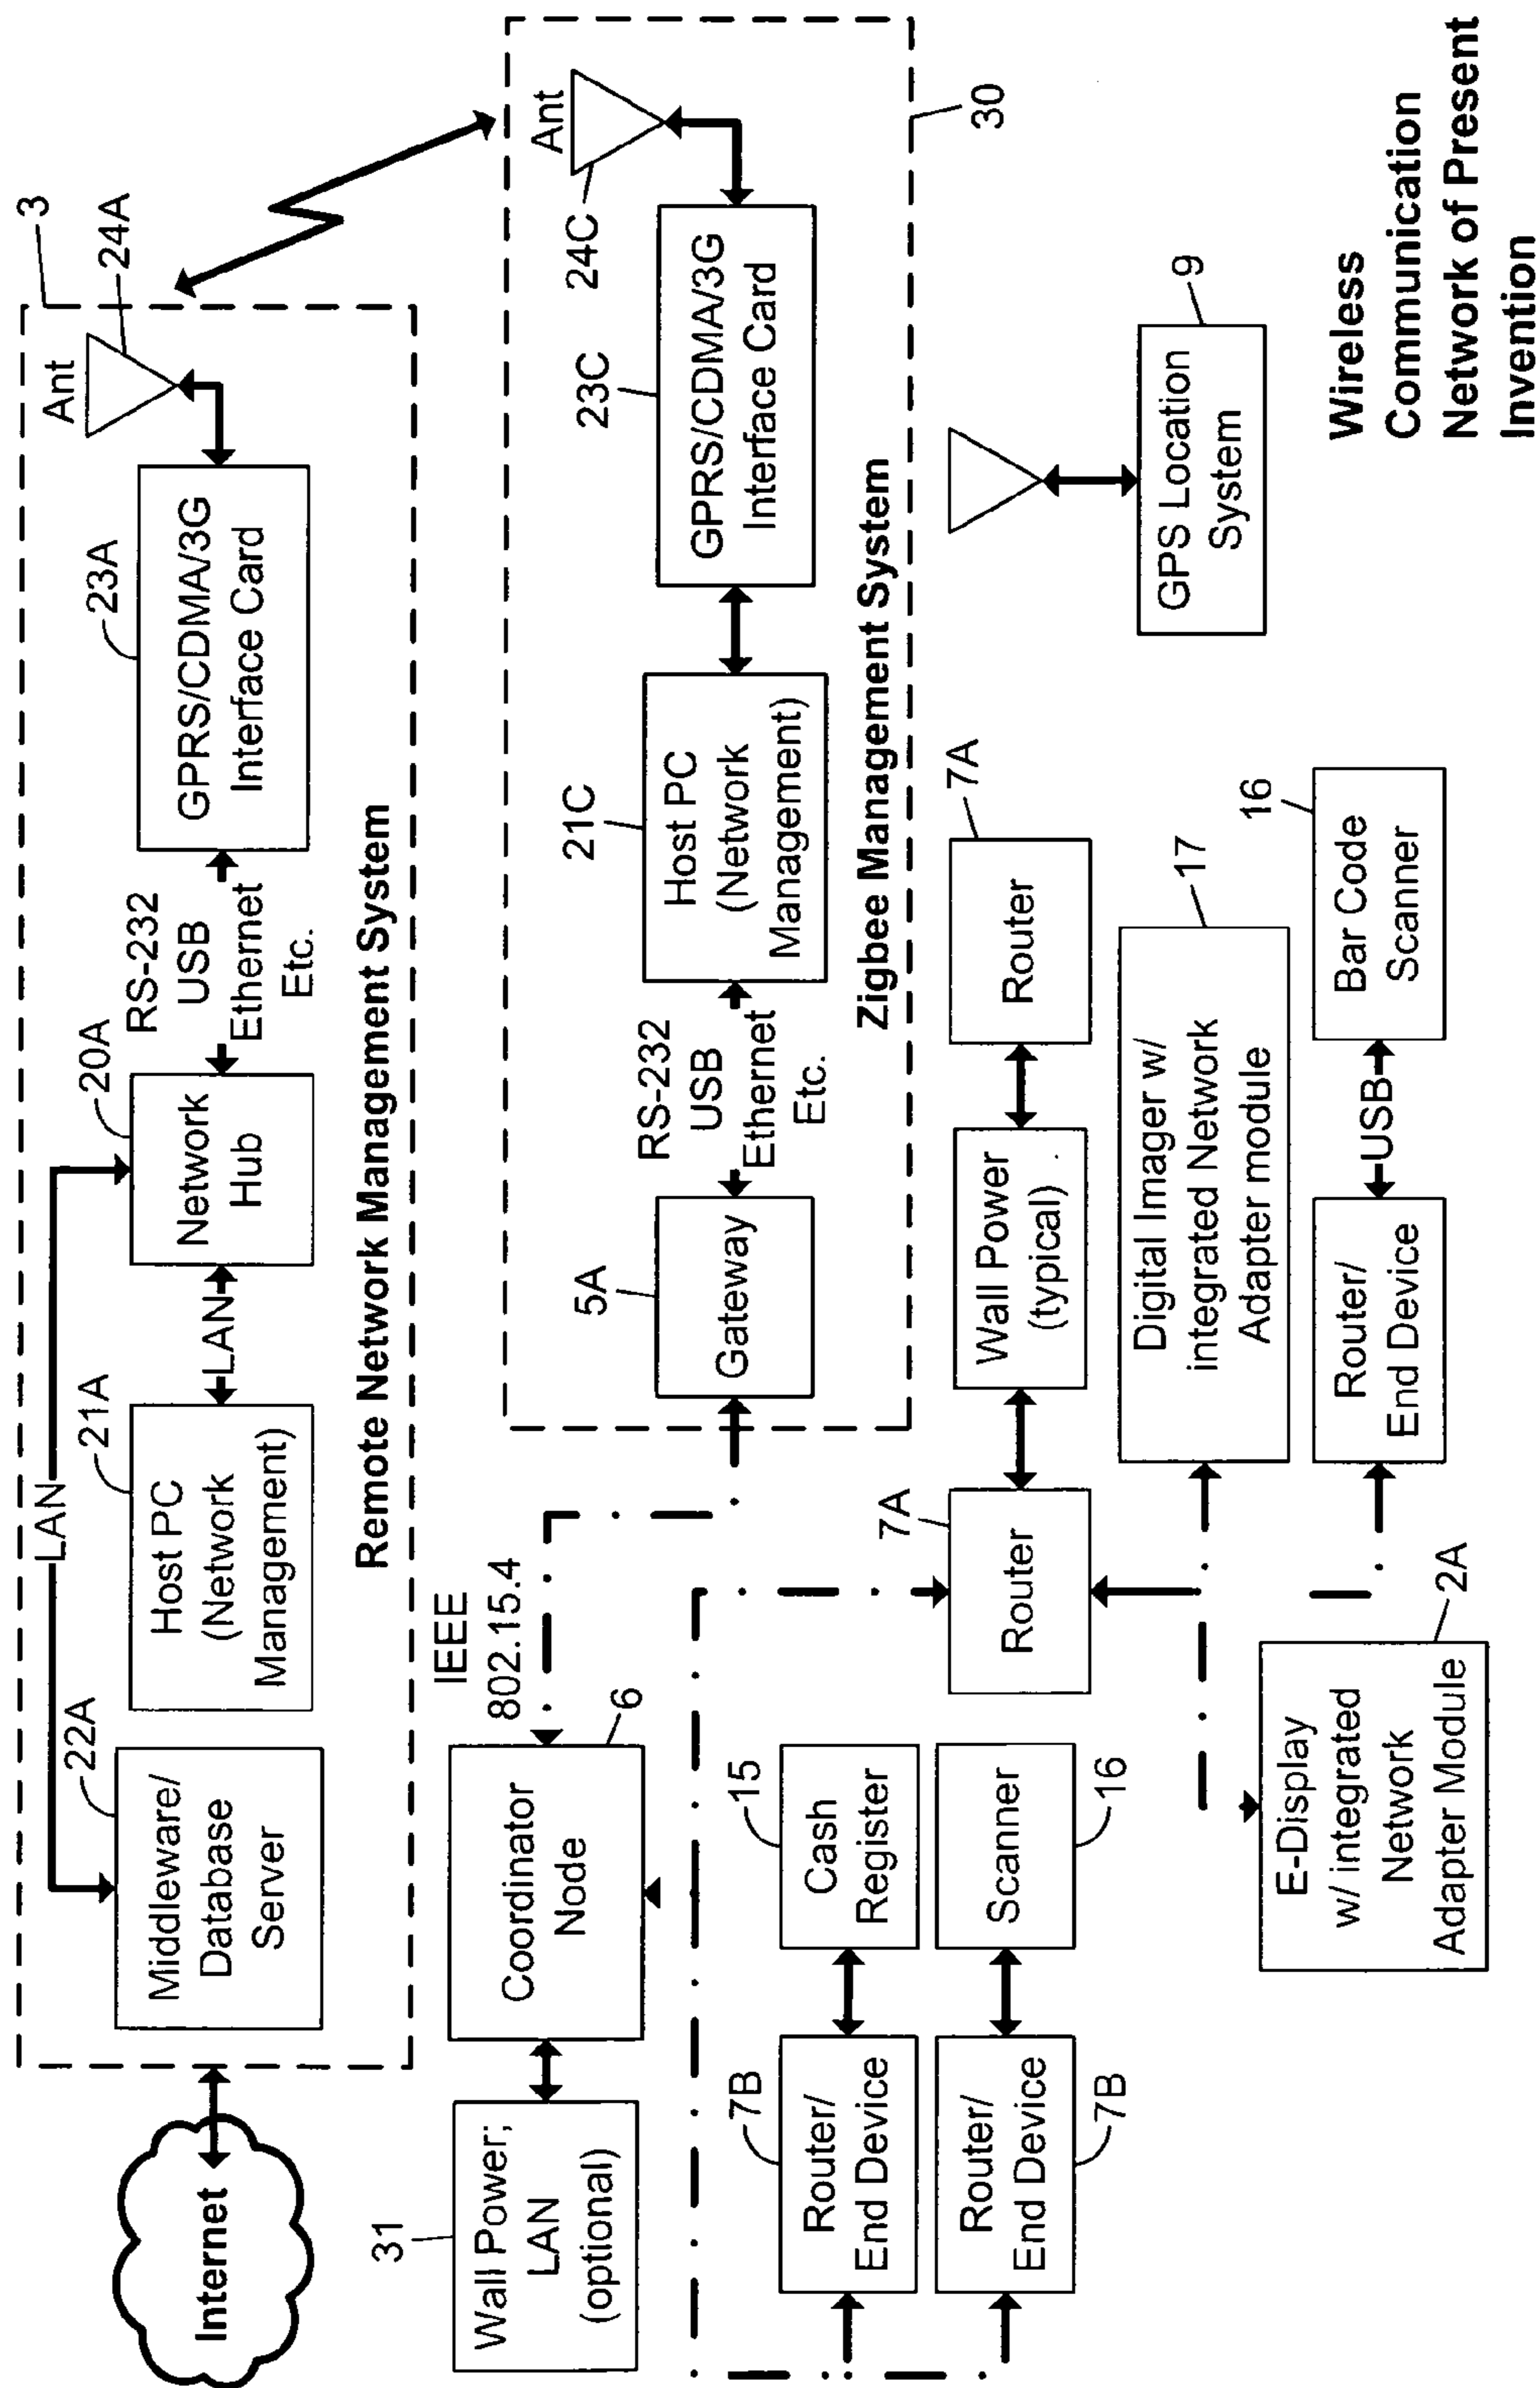 3
24A
Ant
23A
GPRS/CDMA/3G
Interface Card
RS-232
USB
Ethernet
Etc.
20A
Network
Hub
LAN
LAN
21A
Host PC
(Network
Management)
22A
Middleware/
Database
Server
Remote Network Management System
Internet
Ant
24C
30
23C
GPRS/CDMA/3G
Interface Card
21C
Host PC
(Network
Management)
RS-232
USB
Ethernet
Etc.
5A
Gateway
Zigbee Management System
IEEE
802.15.4
6
Coordinator
Node
31
Wall Power;
LAN
(optional)
7B
Router/
End Device
15
Cash
Register
Router/
End Device
7B
Scanner
16
7A
Router
Wall Power
(typical)
7A
Router
9
GPS Location
System
17
Digital Imager w/
integrated Network
Adapter module
16
Bar Code
Scanner
USB
Router/
End Device
2A
E-Display
w/ integrated
Network
Adapter Module
Wireless
Communication
Network of Present
Invention